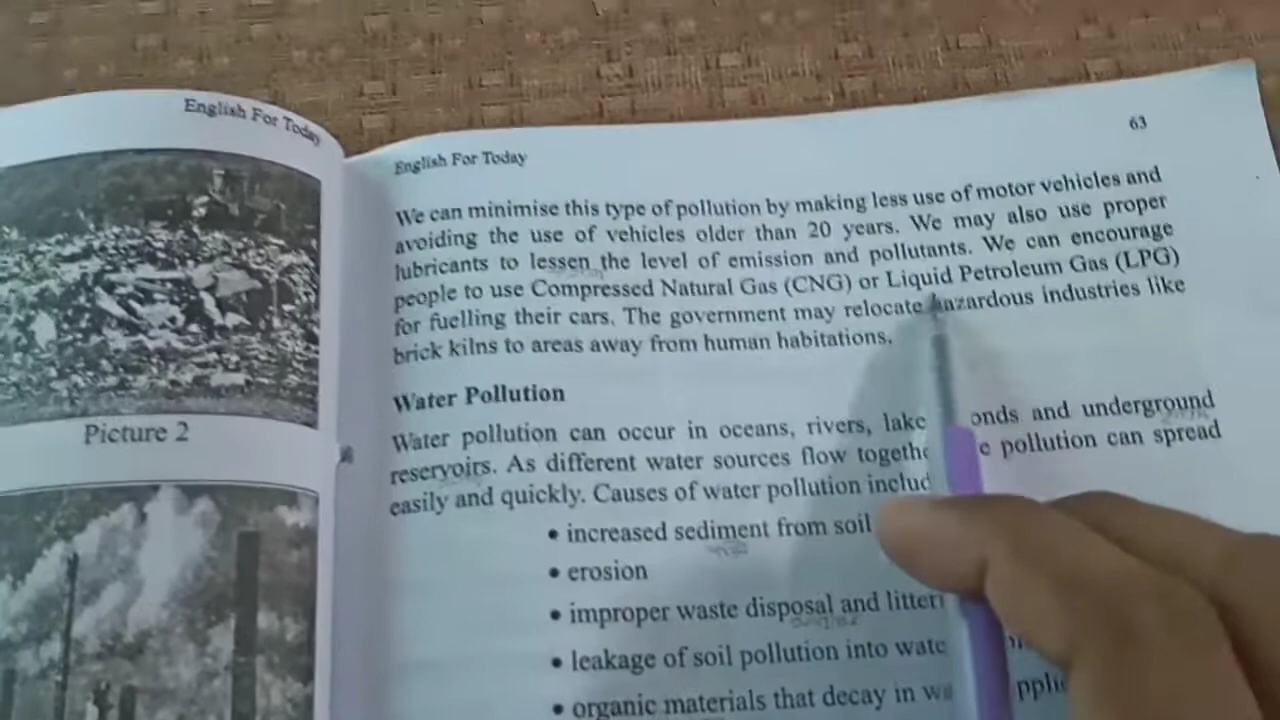 English For Today
Picture 2
English For Today
63
We can minimise this type of pollution by making less use of motor vehicles and
avoiding the use of vehicles older than 20 years. We may also use proper
lubricants to lessen the level of emission and pollutants. We can encourage
people to use Compressed Natural Gas (CNG) or Liquid Petroleum Gas (LPG)
for fuelling their cars. The government may relocate hazardous industries like
brick kilns to areas away from human habitations.
Water Pollution
Water pollution can occur in oceans, rivers, lake onds and underground
reservoirs. As different water sources flow togethe e pollution can spread
easily and quickly. Causes of water pollution includ
• increased sediment from soil
• erosion
• improper waste disposal and litteri
• leakage of soil pollution into wate
• organic materials that decay in wa pplie